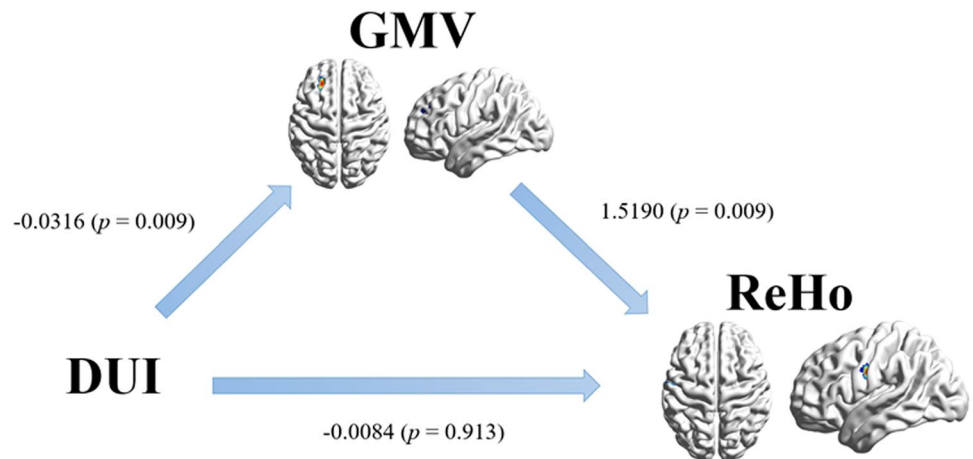 GMV
-0.0316 (p = 0.009)
1.5190 (p = 0.009)
ReHo
DUI
-0.0084 (p = 0.913)